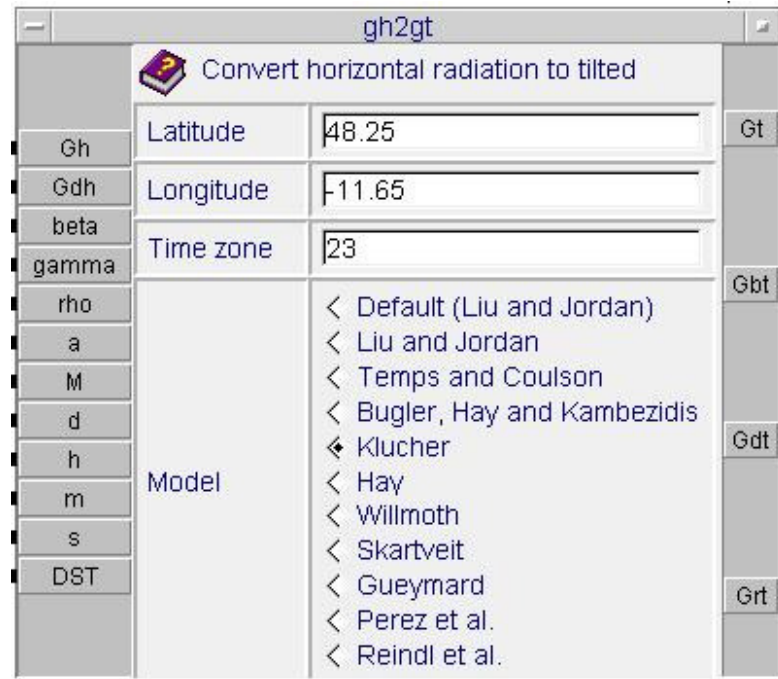 gh2gt
Convert horizontal radiation to tilted
Gh
Gdh
beta
gamma
rho
a
M
d
h
m
s
DST
Latitude
48.25
Longitude
-11.65
Time zone
23
Model
Default (Liu and Jordan)
Liu and Jordan
Temps and Coulson
Bugler, Hay and Kambezidis
Klucher
Hay
Willmoth
Skartveit
Gueymard
Perez et al.
Reindl et al.
Gt
Gbt
Gdt
Grt